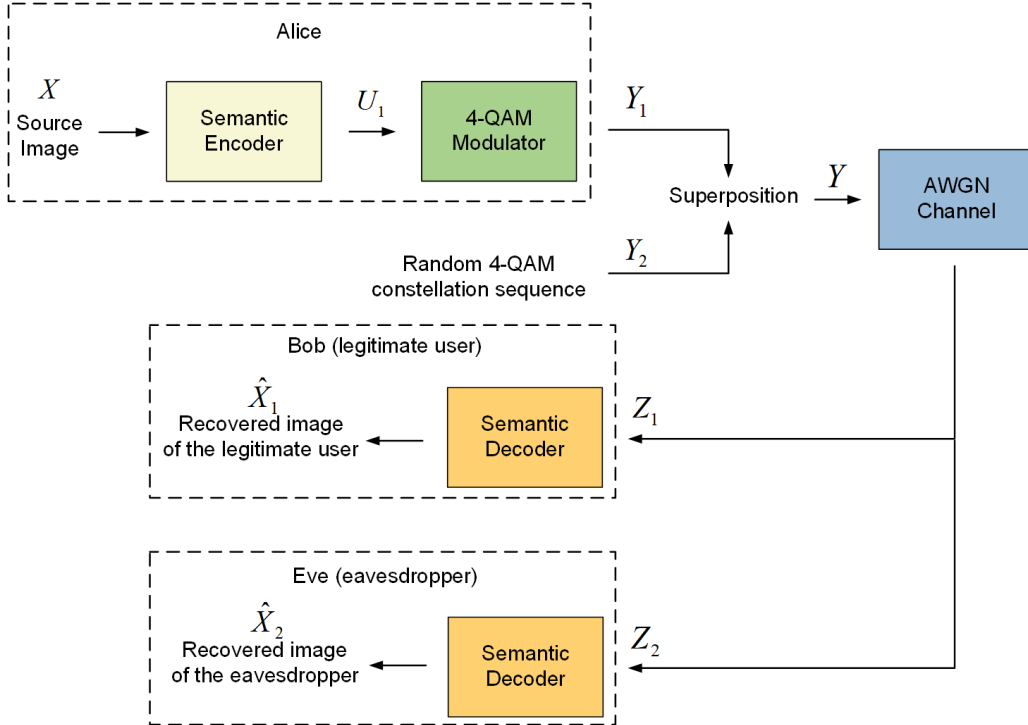 Alice
X
Source
Image
Semantic
Encoder
U₁
4-QAM
Modulator
Y₁
Superposition
Y
AWGN
Channel
Random 4-QAM
constellation sequence
Y₂
Bob (legitimate user)
X̂₁
Recovered image
of the legitimate user
Semantic
Decoder
Z₁
Eve (eavesdropper)
X̂₂
Recovered image
of the eavesdropper
Semantic
Decoder
Z₂